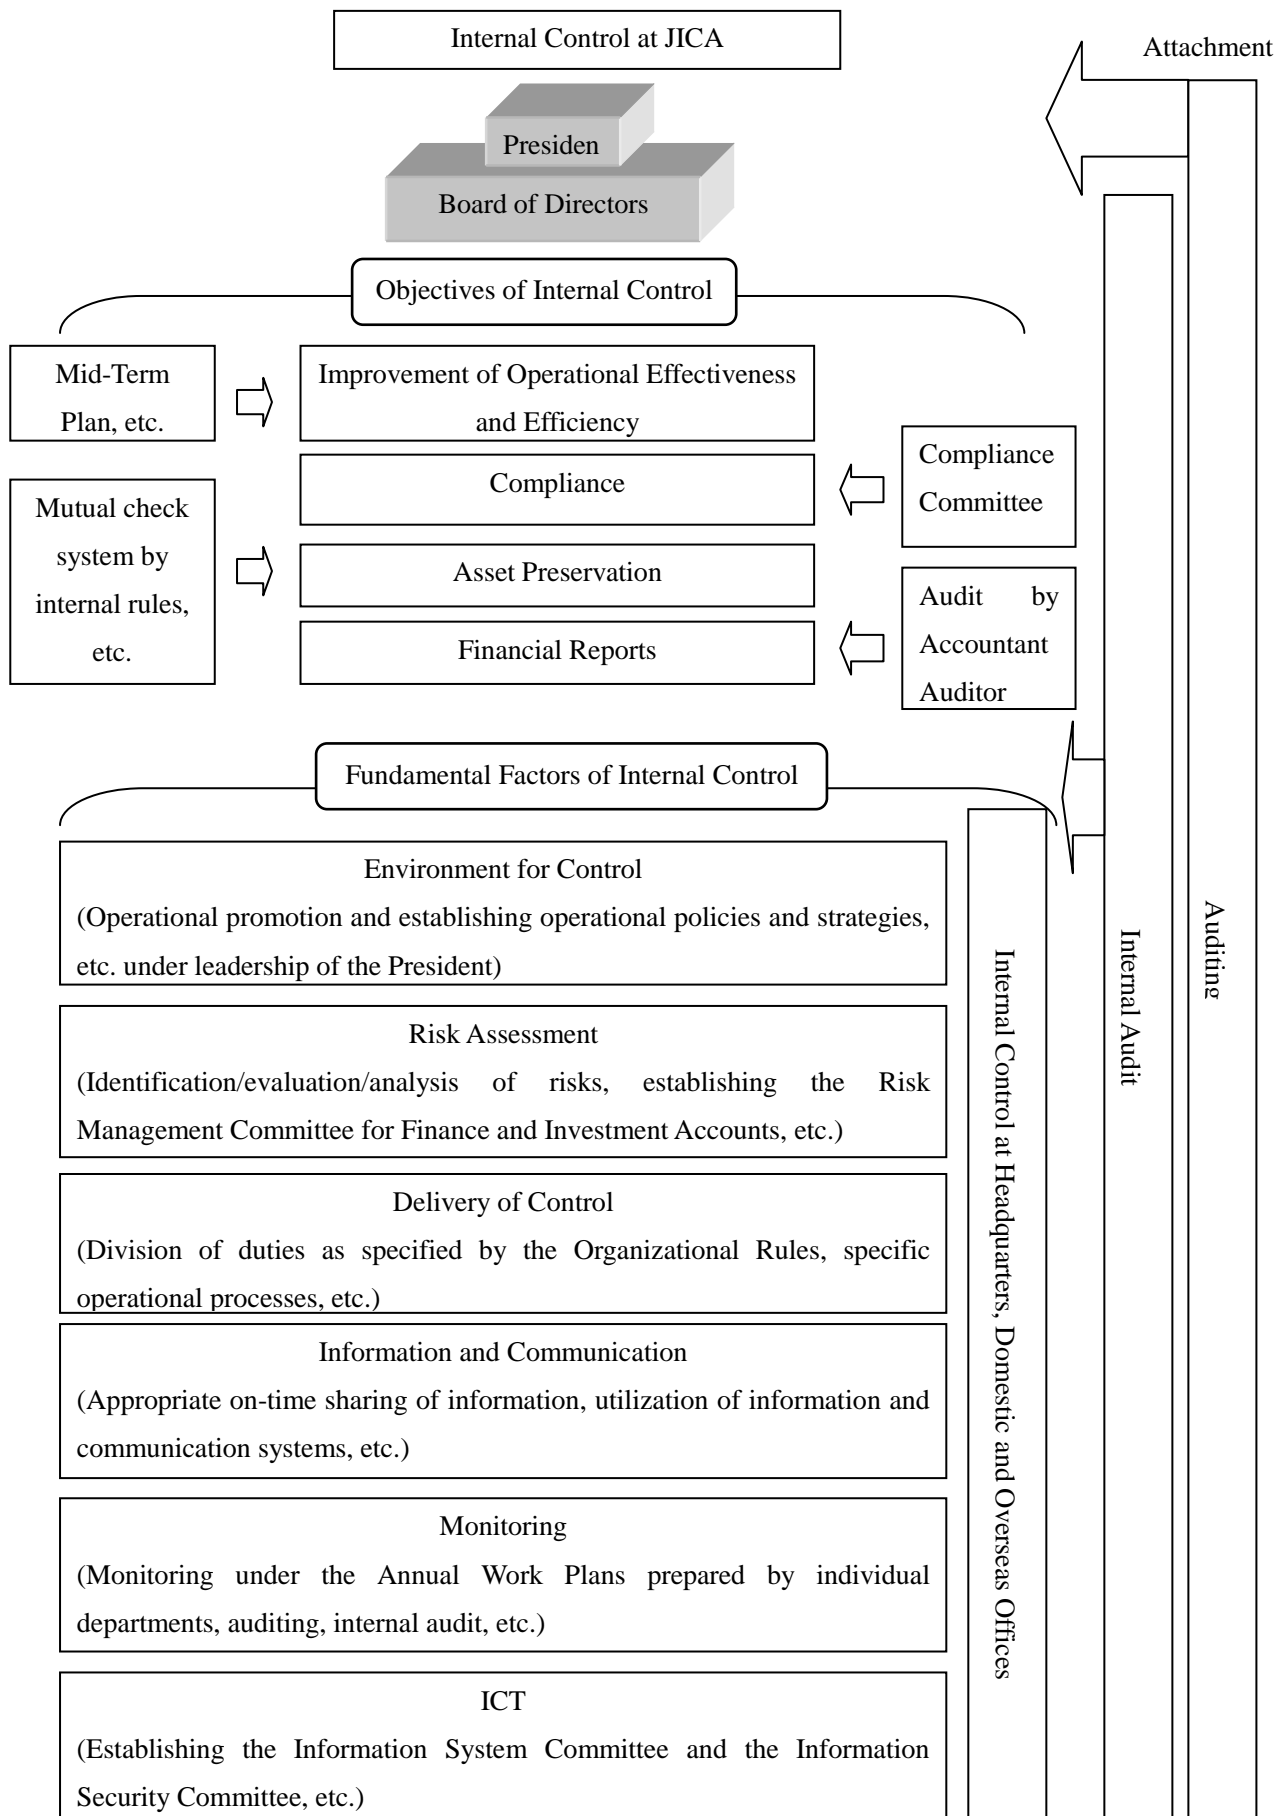 Internal Control at JICA
Attachment
Presiden
Board of Directors
Objectives of Internal Control
Mid-Term
Plan, etc.
Improvement of Operational Effectiveness
and Efficiency
Compliance
Compliance
Committee
Mutual check
system by
internal rules,
etc.
Asset Preservation
Financial Reports
Audit by
Accountant
Auditor
Fundamental Factors of Internal Control
Environment for Control
(Operational promotion and establishing operational policies and strategies,
etc. under leadership of the President)
Risk Assessment
(Identification/evaluation/analysis of risks, establishing the Risk
Management Committee for Finance and Investment Accounts, etc.)
Delivery of Control
(Division of duties as specified by the Organizational Rules, specific
operational processes, etc.)
Information and Communication
(Appropriate on-time sharing of information, utilization of information and
communication systems, etc.)
Monitoring
(Monitoring under the Annual Work Plans prepared by individual
departments, auditing, internal audit, etc.)
ICT
(Establishing the Information System Committee and the Information
Security Committee, etc.)
Internal Control at Headquarters, Domestic and Overseas Offices
Internal Audit
Auditing